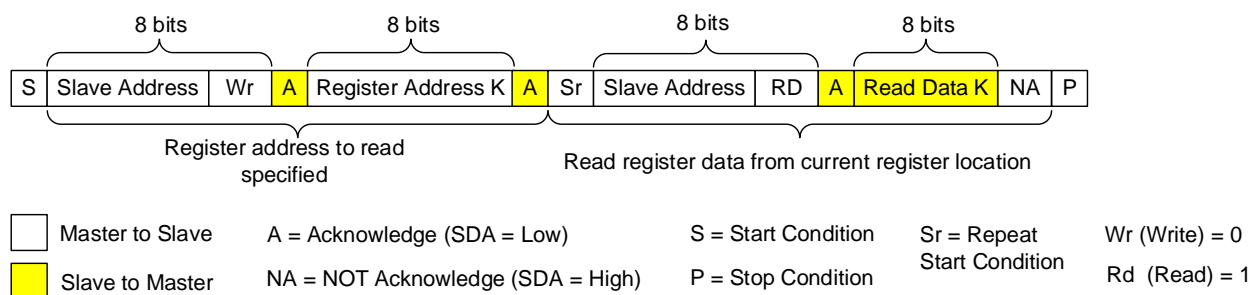 8 bits 8 bits 8 bits 8 bits
S Slave Address Wr A Register Address K A Sr Slave Address RD A Read Data K NA P
Register address to read
specified
Read register data from current register location
Master to Slave A = Acknowledge (SDA = Low) S = Start Condition Sr = Repeat
Start Condition Wr (Write) = 0
Slave to Master NA = NOT Acknowledge (SDA = High) P = Stop Condition Rd (Read) = 1